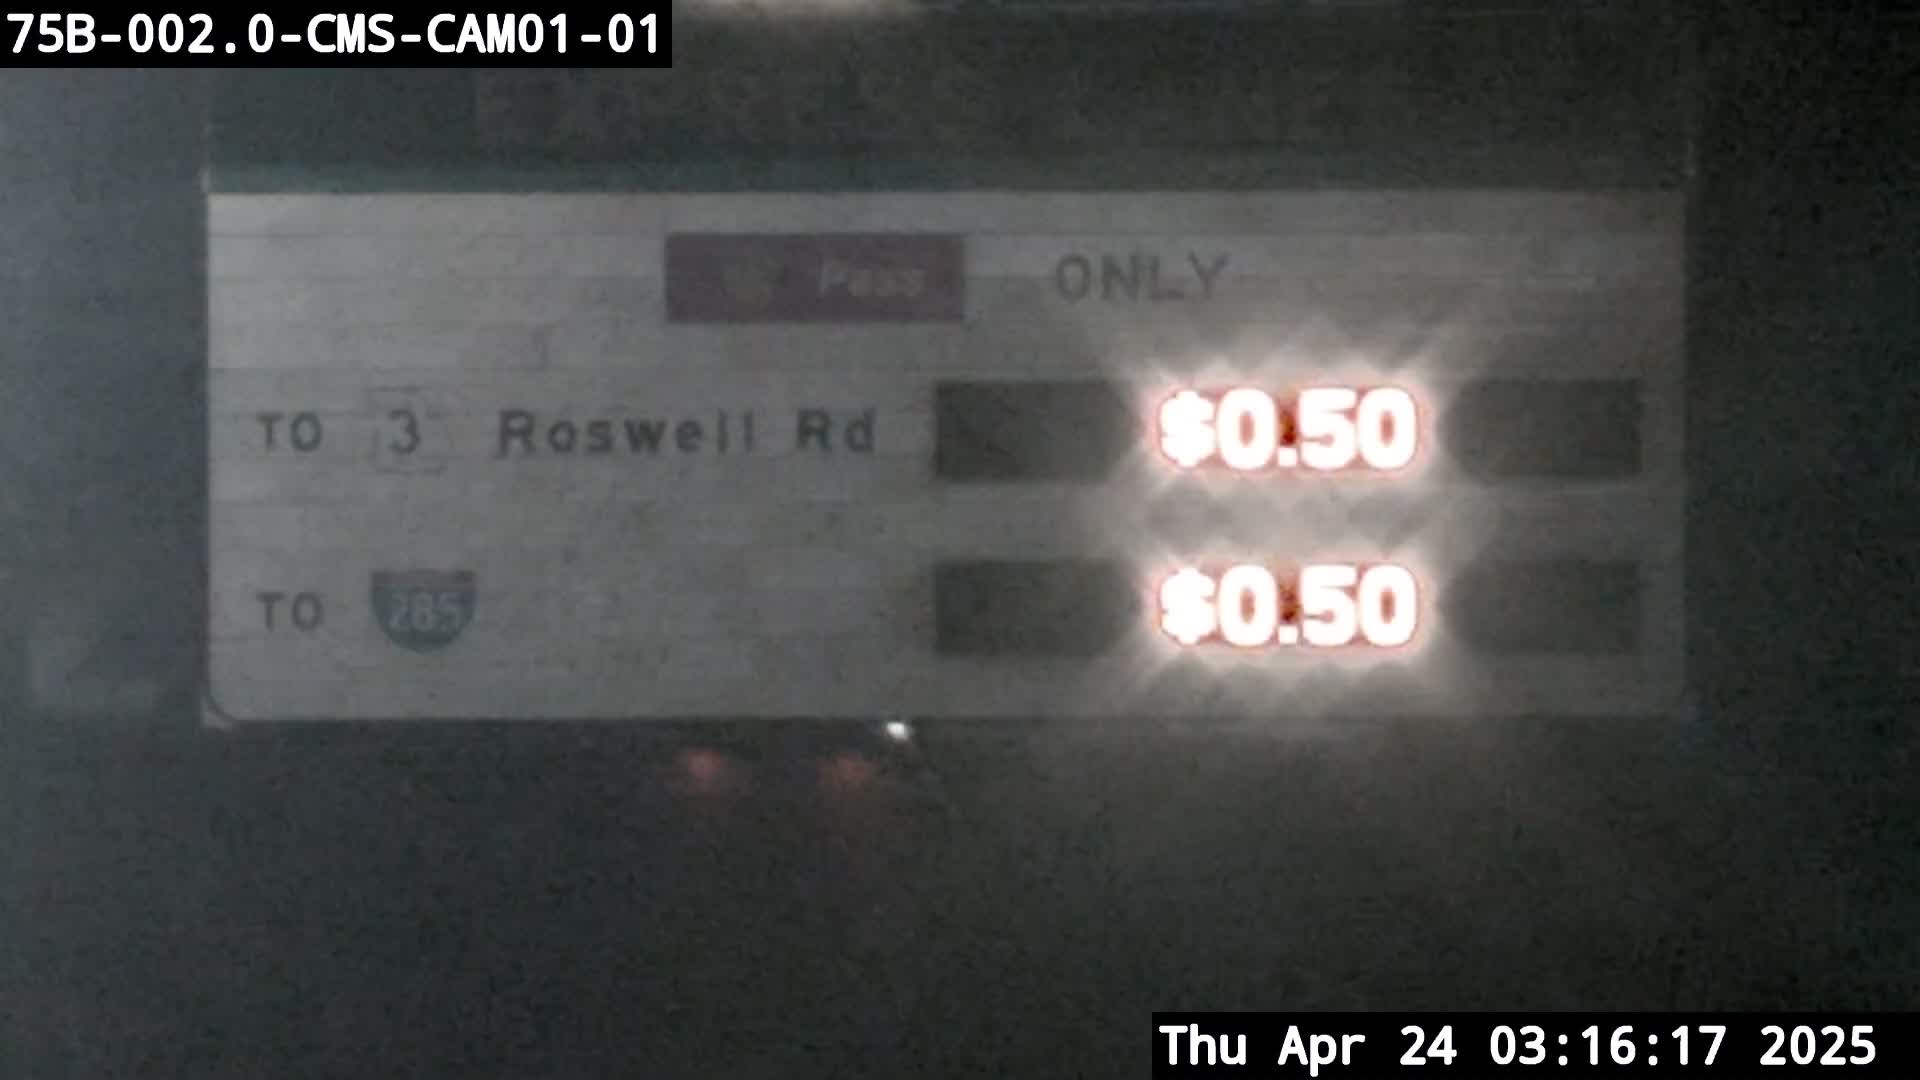 75B-002.0-CMS-CAM01-01
Pass ONLY
TO 3 Roswell Rd $0.50
TO 285 $0.50
Thu Apr 24 03:16:17 2025